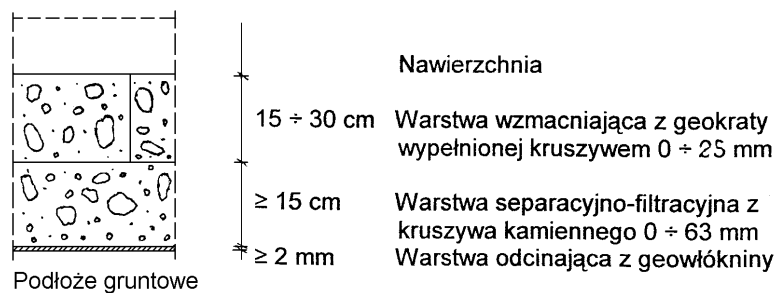 Nawierzchnia
15 ÷ 30 cm Warstwa wzmacniająca z geokraty
wypełnionej kruszywem 0 ÷ 25 mm
≥ 15 cm Warstwa separacyjno-filtracyjna z
kruszywa kamiennego 0 ÷ 63 mm
≥ 2 mm Warstwa odcinająca z geowłókniny
Podłoże gruntowe